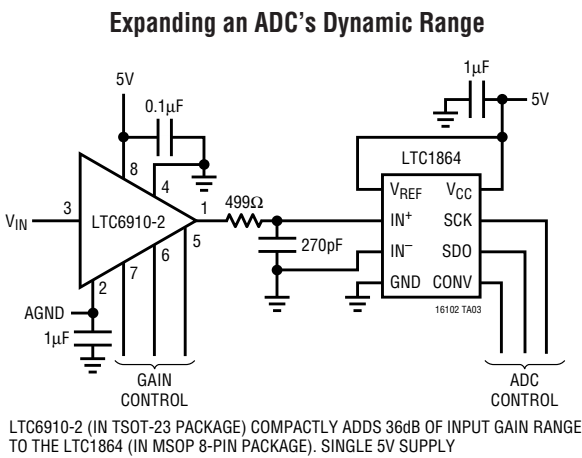 Expanding an ADC's Dynamic Range
1µF
5V
5V
0.1µF
LTC1864
8
4
VREF
VCC
499Ω
3
1
VIN
LTC6910-2
IN+
SCK
5
6
270pF
IN–
SDO
7
2
GND
CONV
AGND
16102 TA03
1µF
GAIN
CONTROL
ADC
CONTROL
LTC6910-2 (IN TSOT-23 PACKAGE) COMPACTLY ADDS 36dB OF INPUT GAIN RANGE
TO THE LTC1864 (IN MSOP 8-PIN PACKAGE). SINGLE 5V SUPPLY